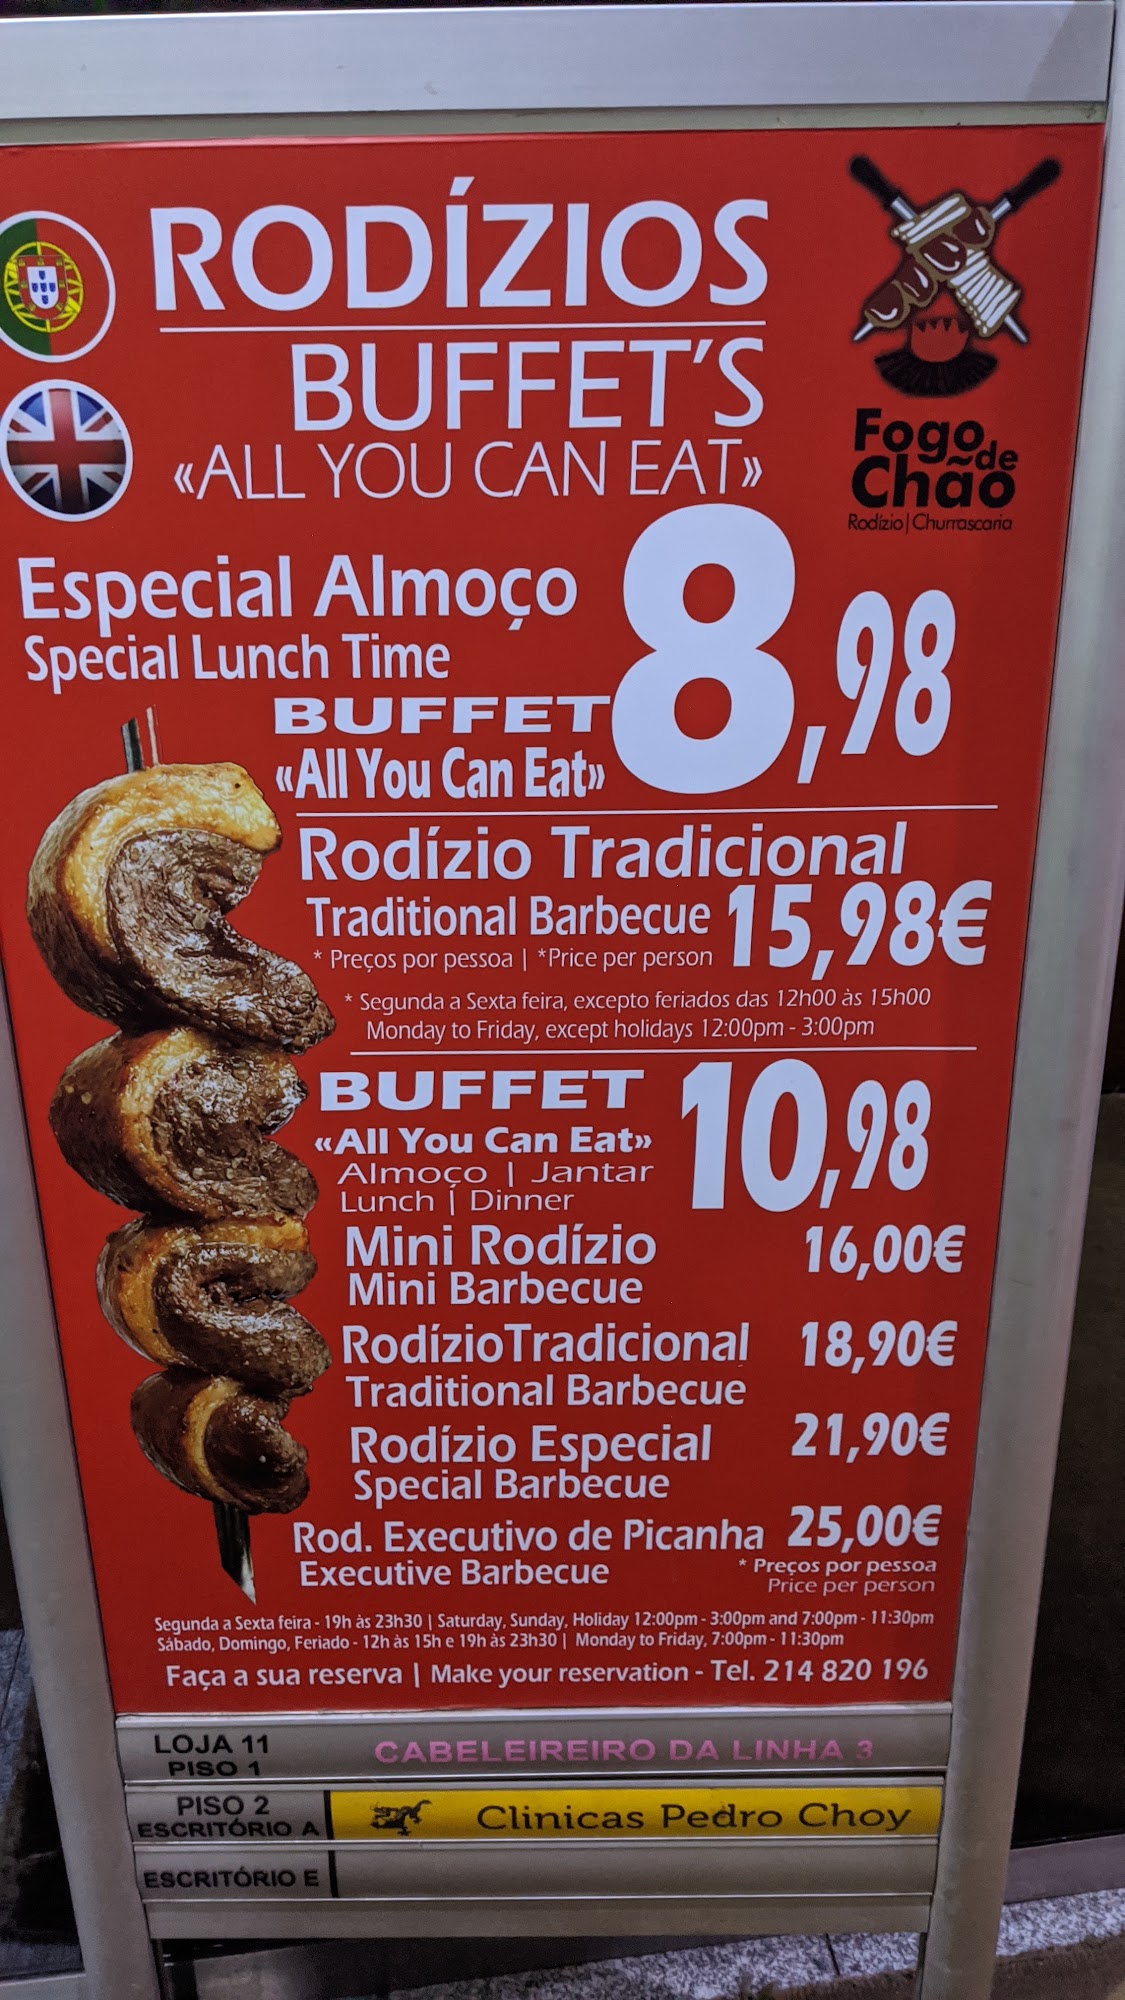 RODÍZIOS
BUFFET'S
«ALL YOU CAN EAT»
Fogo de
Chão
Rodízio | Churrascaria
Especial Almoço
Special Lunch Time
BUFFET
«All You Can Eat»
8,98
Rodízio Tradicional
Traditional Barbecue 15,98€
* Preços por pessoa | *Price per person
* Segunda a Sexta feira, excepto feriados das 12h00 às 15h00
Monday to Friday, except holidays 12:00pm - 3:00pm
BUFFET
«All You Can Eat»
10,98
Almoço | Jantar
Lunch | Dinner
Mini Rodízio 16,00€
Mini Barbecue
RodízioTradicional 18,90€
Traditional Barbecue
Rodízio Especial 21,90€
Special Barbecue
Rod. Executivo de Picanha 25,00€
Executive Barbecue
* Preços por pessoa
Price per person
Segunda a Sexta feira - 19h às 23h30 | Saturday, Sunday, Holiday 12:00pm - 3:00pm and 7:00pm - 11:30pm
Sábado, Domingo, Feriado - 12h às 15h e 19h às 23h30 | Monday to Friday, 7:00pm - 11:30pm
Faça a sua reserva | Make your reservation - Tel. 214 820 196
LOJA 11
PISO 1
CABELEIREIRO DA LINHA 3
PISO 2
ESCRITÓRIO A
Clinicas Pedro Choy
ESCRITÓRIO E